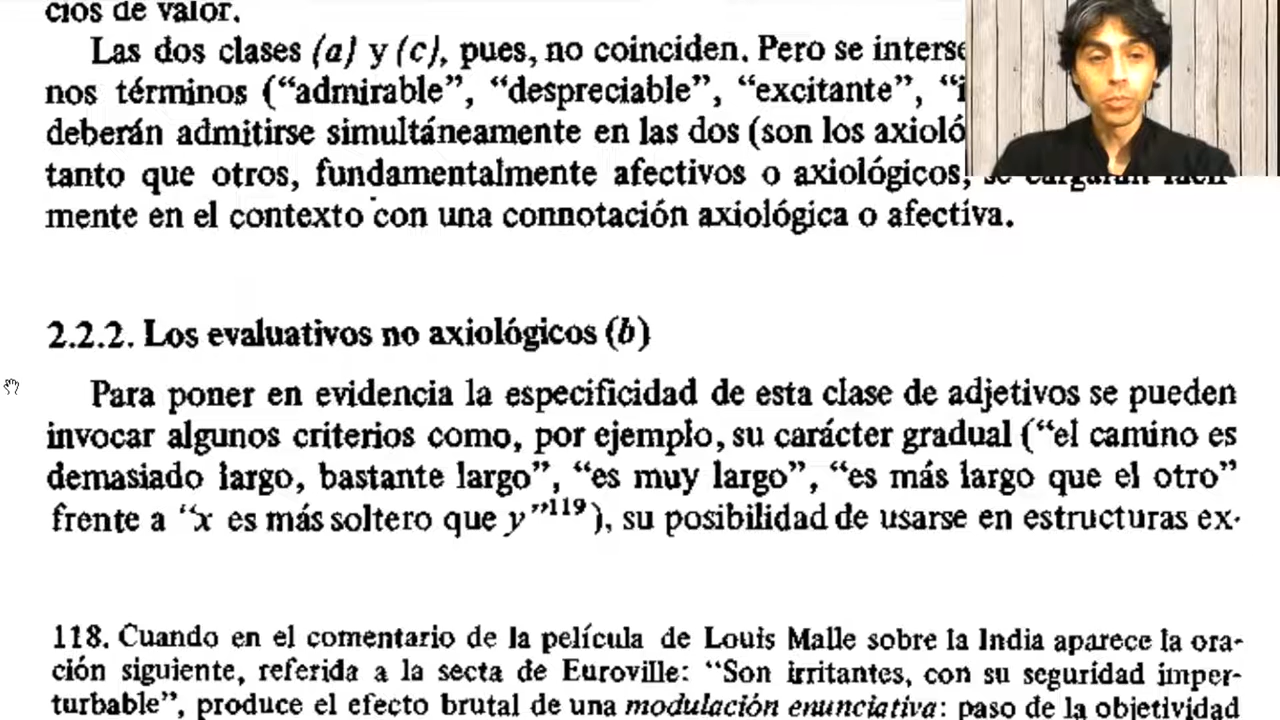 cios de valor.
Las dos clases (a) y (c), pues, no coinciden. Pero se interse
nos términos (“admirable”, “despreciable”, “excitante”, “i
deberán admitirse simultáneamente en las dos (son los axioló
tanto que otros, fundamentalmente afectivos o axiológicos, se cargarán fácil-
mente en el contexto con una connotación axiológica o afectiva.
2.2.2. Los evaluativos no axiológicos (b)
Para poner en evidencia la especificidad de esta clase de adjetivos se pueden
invocar algunos criterios como, por ejemplo, su carácter gradual (“el camino es
demasiado largo, bastante largo”, “es muy largo”, “es más largo que el otro”
frente a “x es más soltero que y”119), su posibilidad de usarse en estructuras ex-
118. Cuando en el comentario de la película de Louis Malle sobre la India aparece la ora-
ción siguiente, referida a la secta de Euroville: “Son irritantes, con su seguridad imper-
turbable”, produce el efecto brutal de una modulación enunciativa: paso de la objetividad